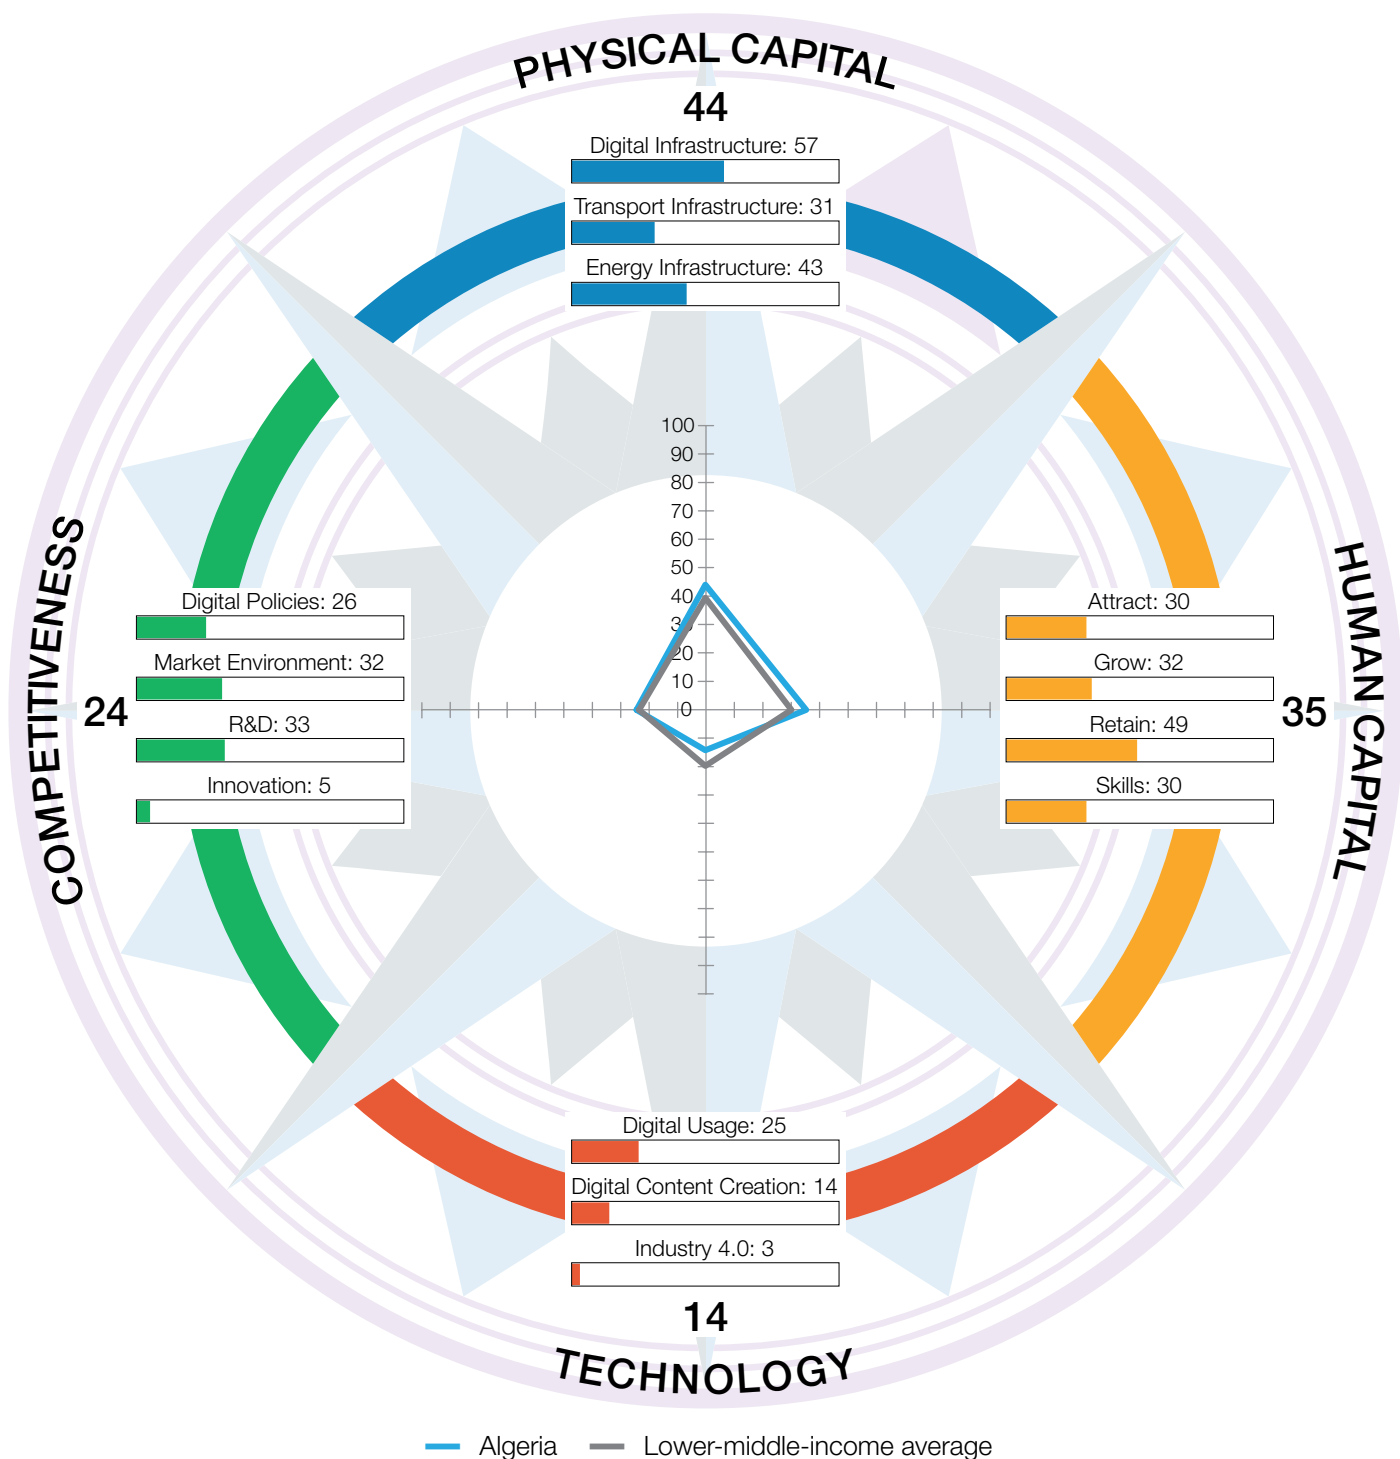 PHYSICAL CAPITAL
44
Digital Infrastructure: 57
Transport Infrastructure: 31
Energy Infrastructure: 43
100
90
80
70
60
50
40
30
20
10
0
COMPETITIVENESS
24
Digital Policies: 26
Market Environment: 32
R&D: 33
Innovation: 5
HUMAN CAPITAL
35
Attract: 30
Grow: 32
Retain: 49
Skills: 30
Digital Usage: 25
Digital Content Creation: 14
Industry 4.0: 3
14
TECHNOLOGY
Algeria
Lower-middle-income average